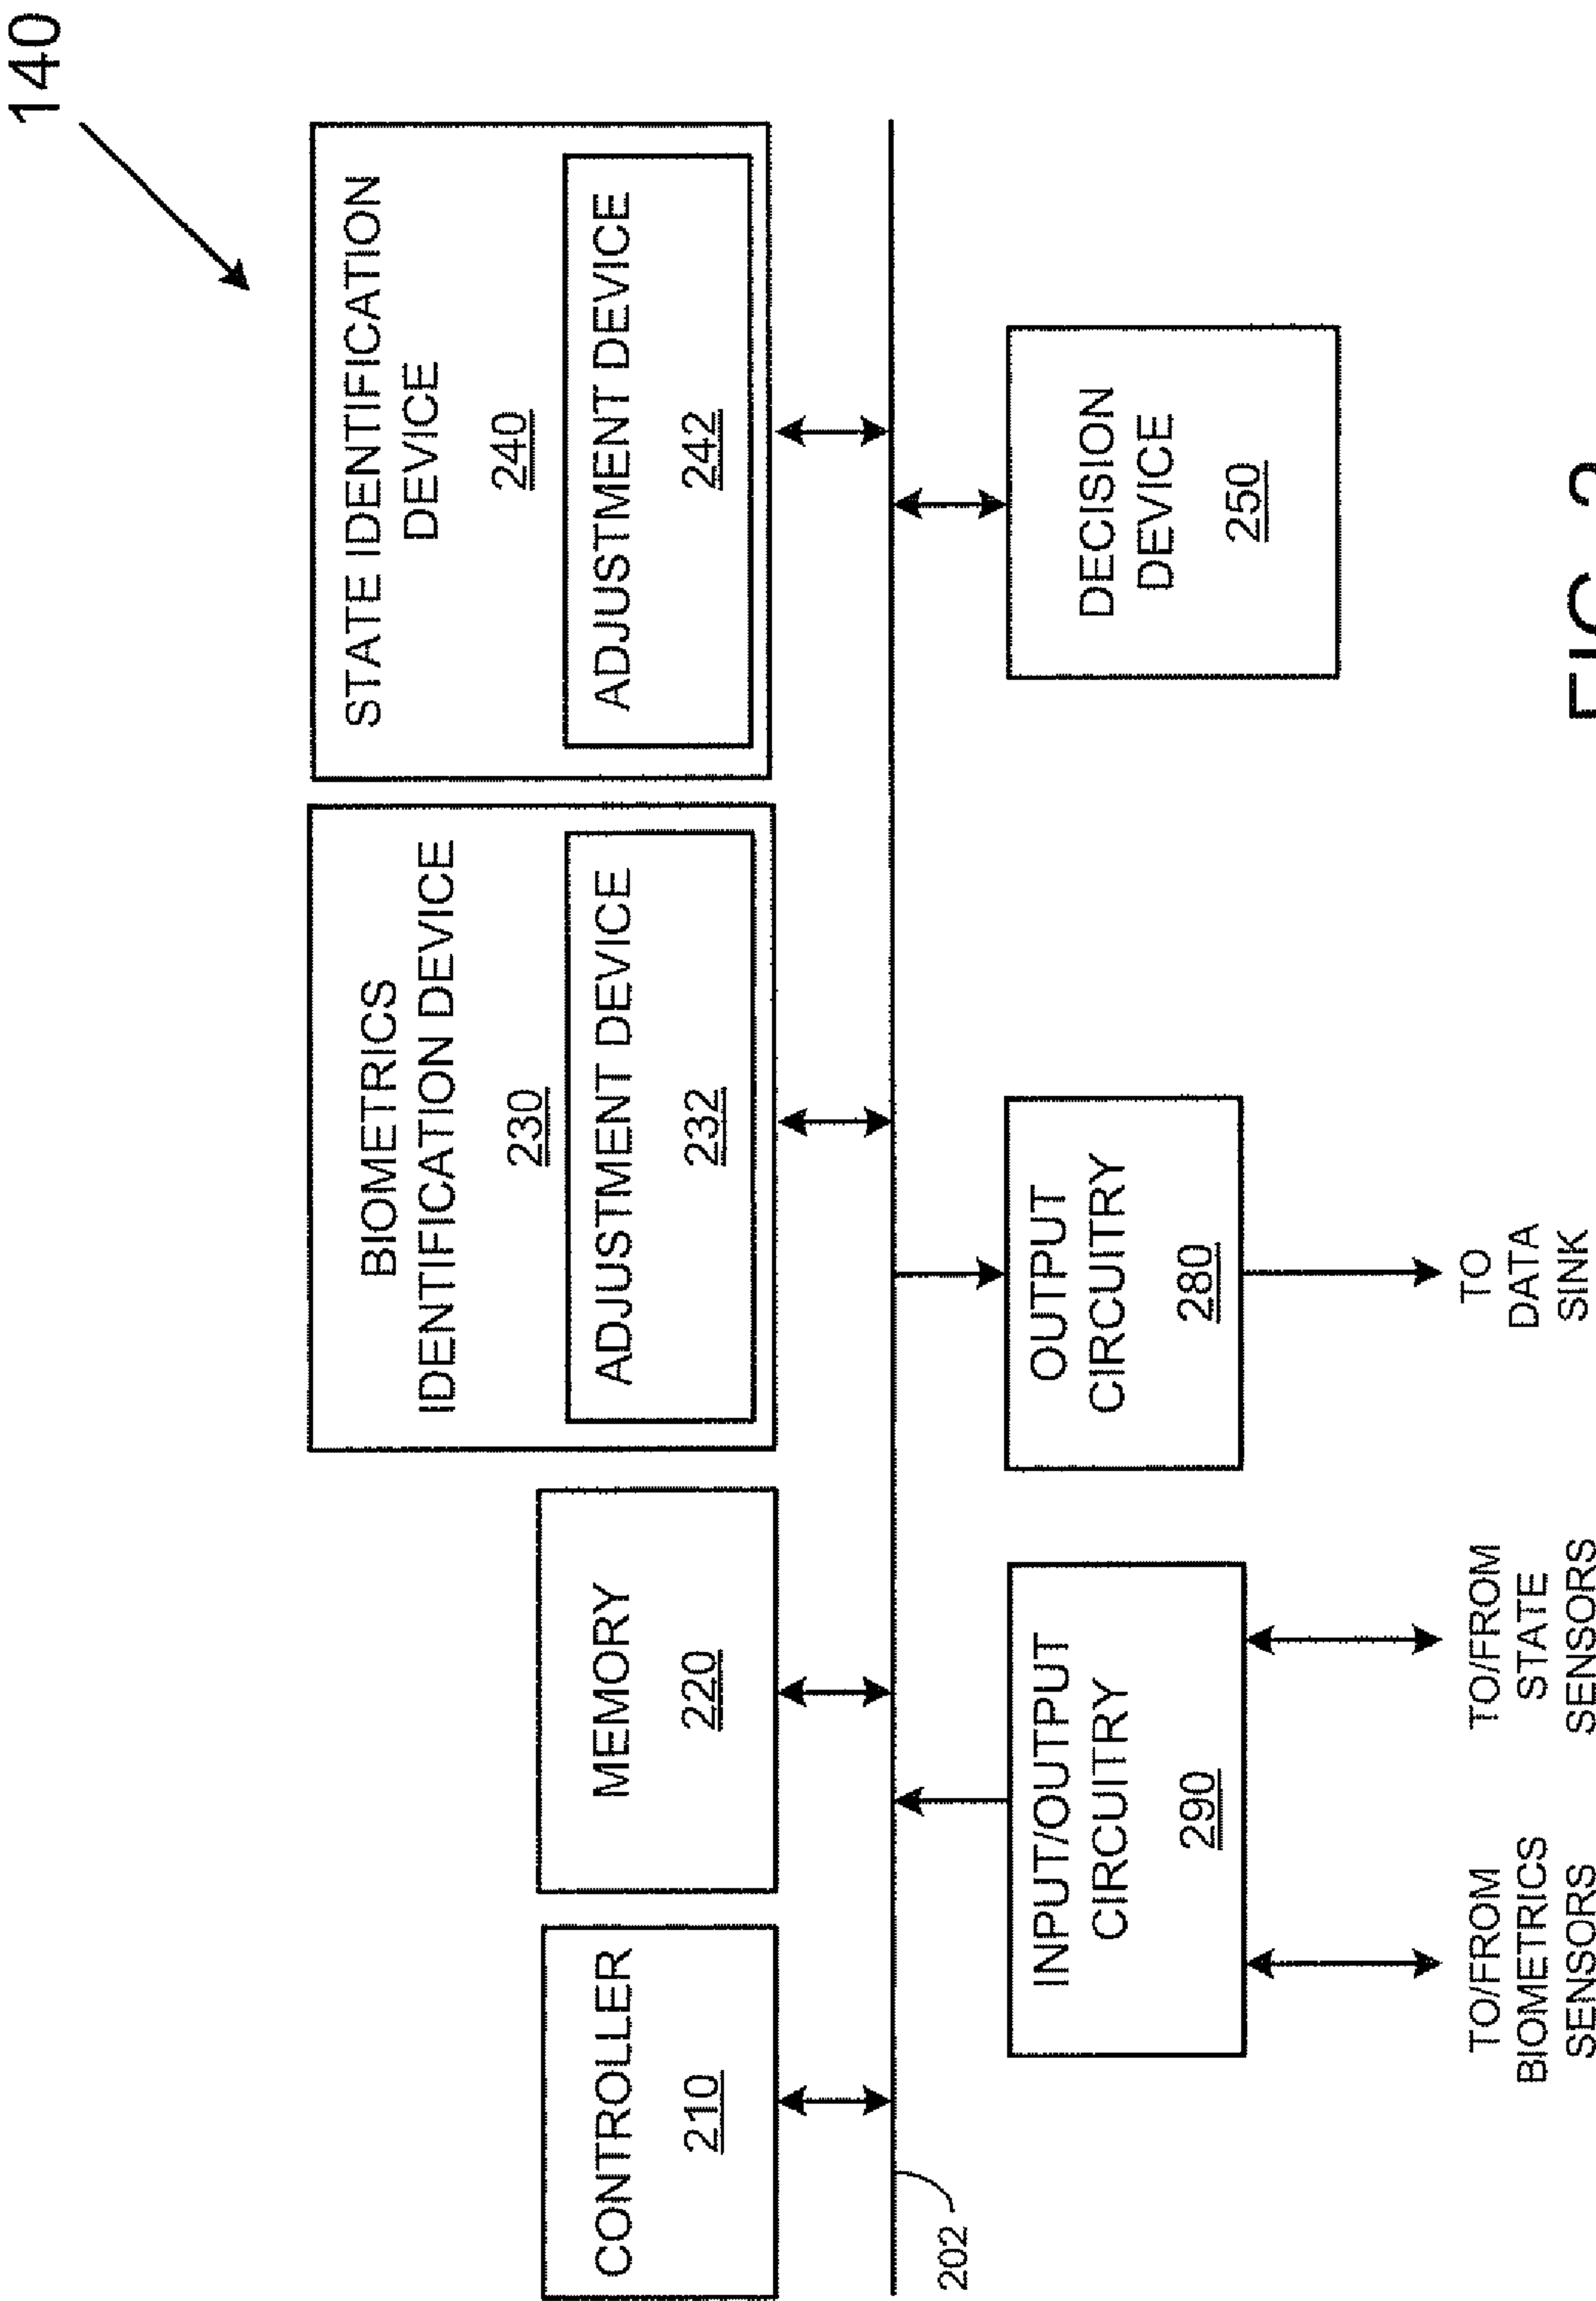 140
CONTROLLER
210
MEMORY
220
BIOMETRICS
IDENTIFICATION DEVICE
230
ADJUSTMENT DEVICE
232
STATE IDENTIFICATION
DEVICE
240
ADJUSTMENT DEVICE
242
202
INPUT/OUTPUT
CIRCUITRY
290
OUTPUT
CIRCUITRY
280
DECISION
DEVICE
250
TO/FROM
BIOMETRICS
SENSORS
TO/FROM
STATE
SENSORS
TO
DATA
SINK